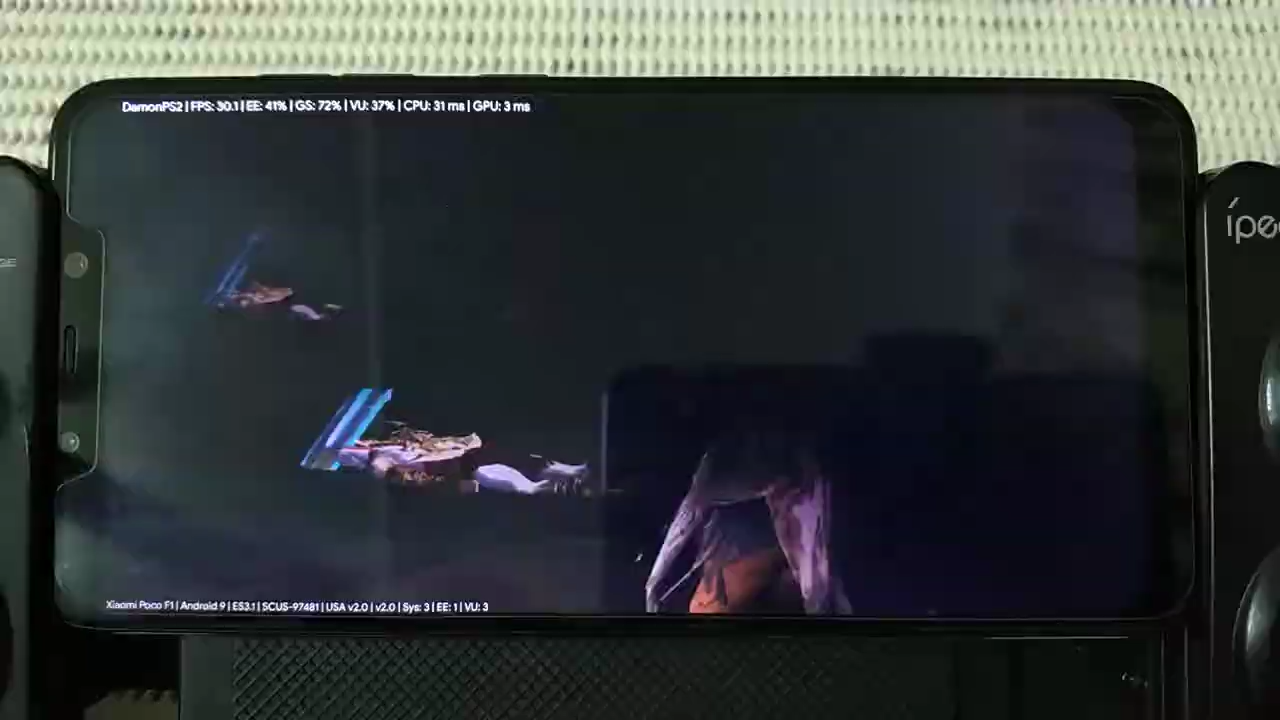 DamonPS2 | FPS: 30.1 | EE: 41% | GS: 72% | VU: 37% | CPU: 31 ms | GPU: 3 ms
Xiaomi Poco F1 | Android 9 | ES3.1 | SCUS-97481 | USA v2.0 | v2.0 | Sys: 3 | EE: 1 | VU: 3